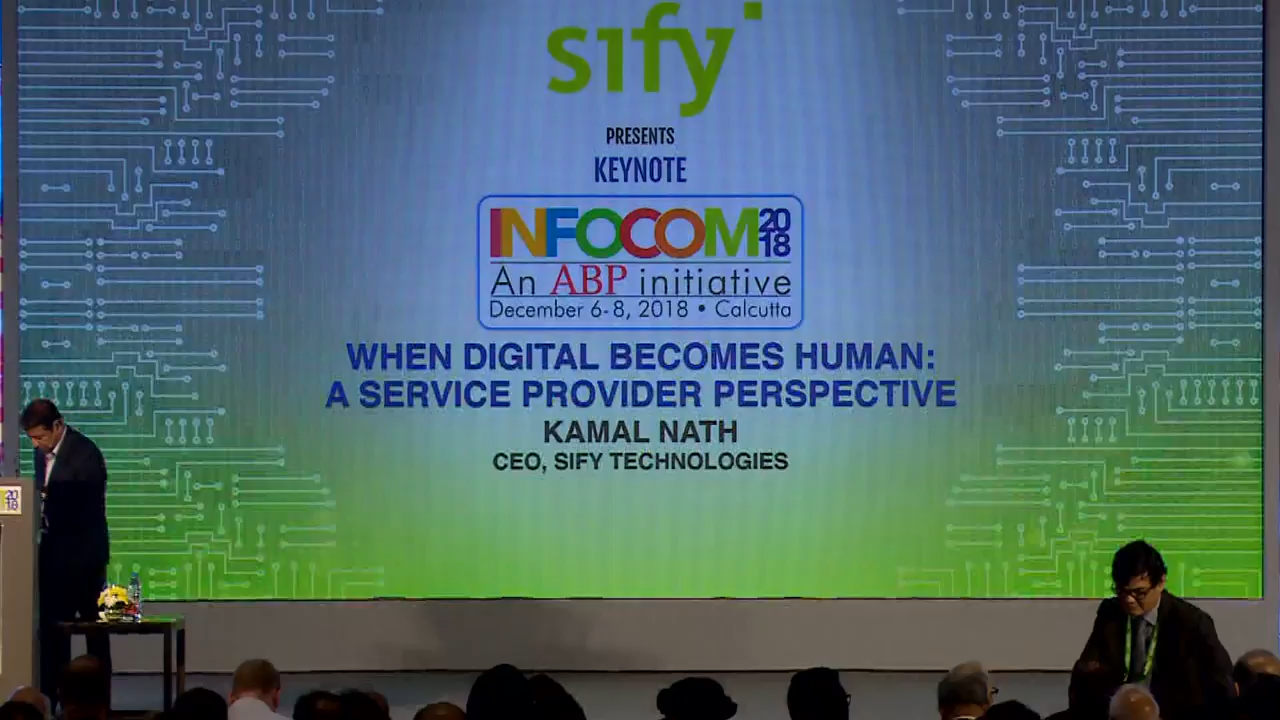 sify
PRESENTS
KEYNOTE
INFOCOM 2018
An ABP initiative
December 6-8, 2018 • Calcutta
WHEN DIGITAL BECOMES HUMAN:
A SERVICE PROVIDER PERSPECTIVE
KAMAL NATH
CEO, SIFY TECHNOLOGIES
2018